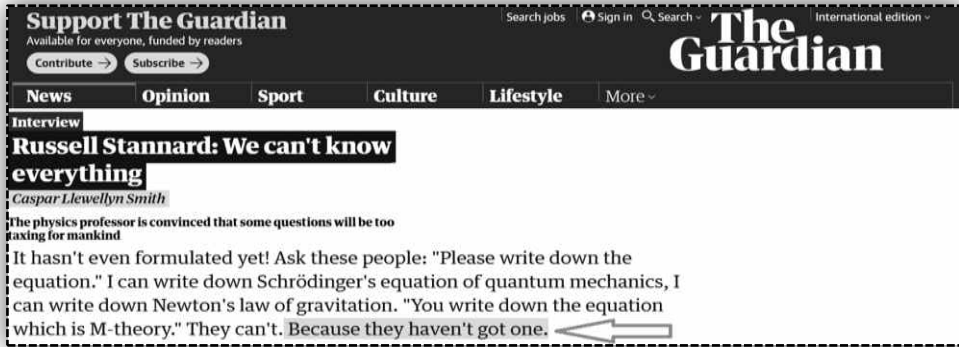 Support The Guardian
Available for everyone, funded by readers
Contribute →
Subscribe →
Search jobs
Sign in
Search
The Guardian
International edition
News
Opinion
Sport
Culture
Lifestyle
More
Interview
Russell Stannard: We can't know
everything
Caspar Llewellyn Smith
The physics professor is convinced that some questions will be too
taxing for mankind
It hasn't even formulated yet! Ask these people: "Please write down the
equation." I can write down Schrödinger's equation of quantum mechanics, I
can write down Newton's law of gravitation. "You write down the equation
which is M-theory." They can't. Because they haven't got one.